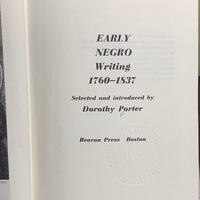 EARLY
NEGRO
Writing
1760–1837
Selected and introduced by
Dorothy Porter
Beacon Press Boston